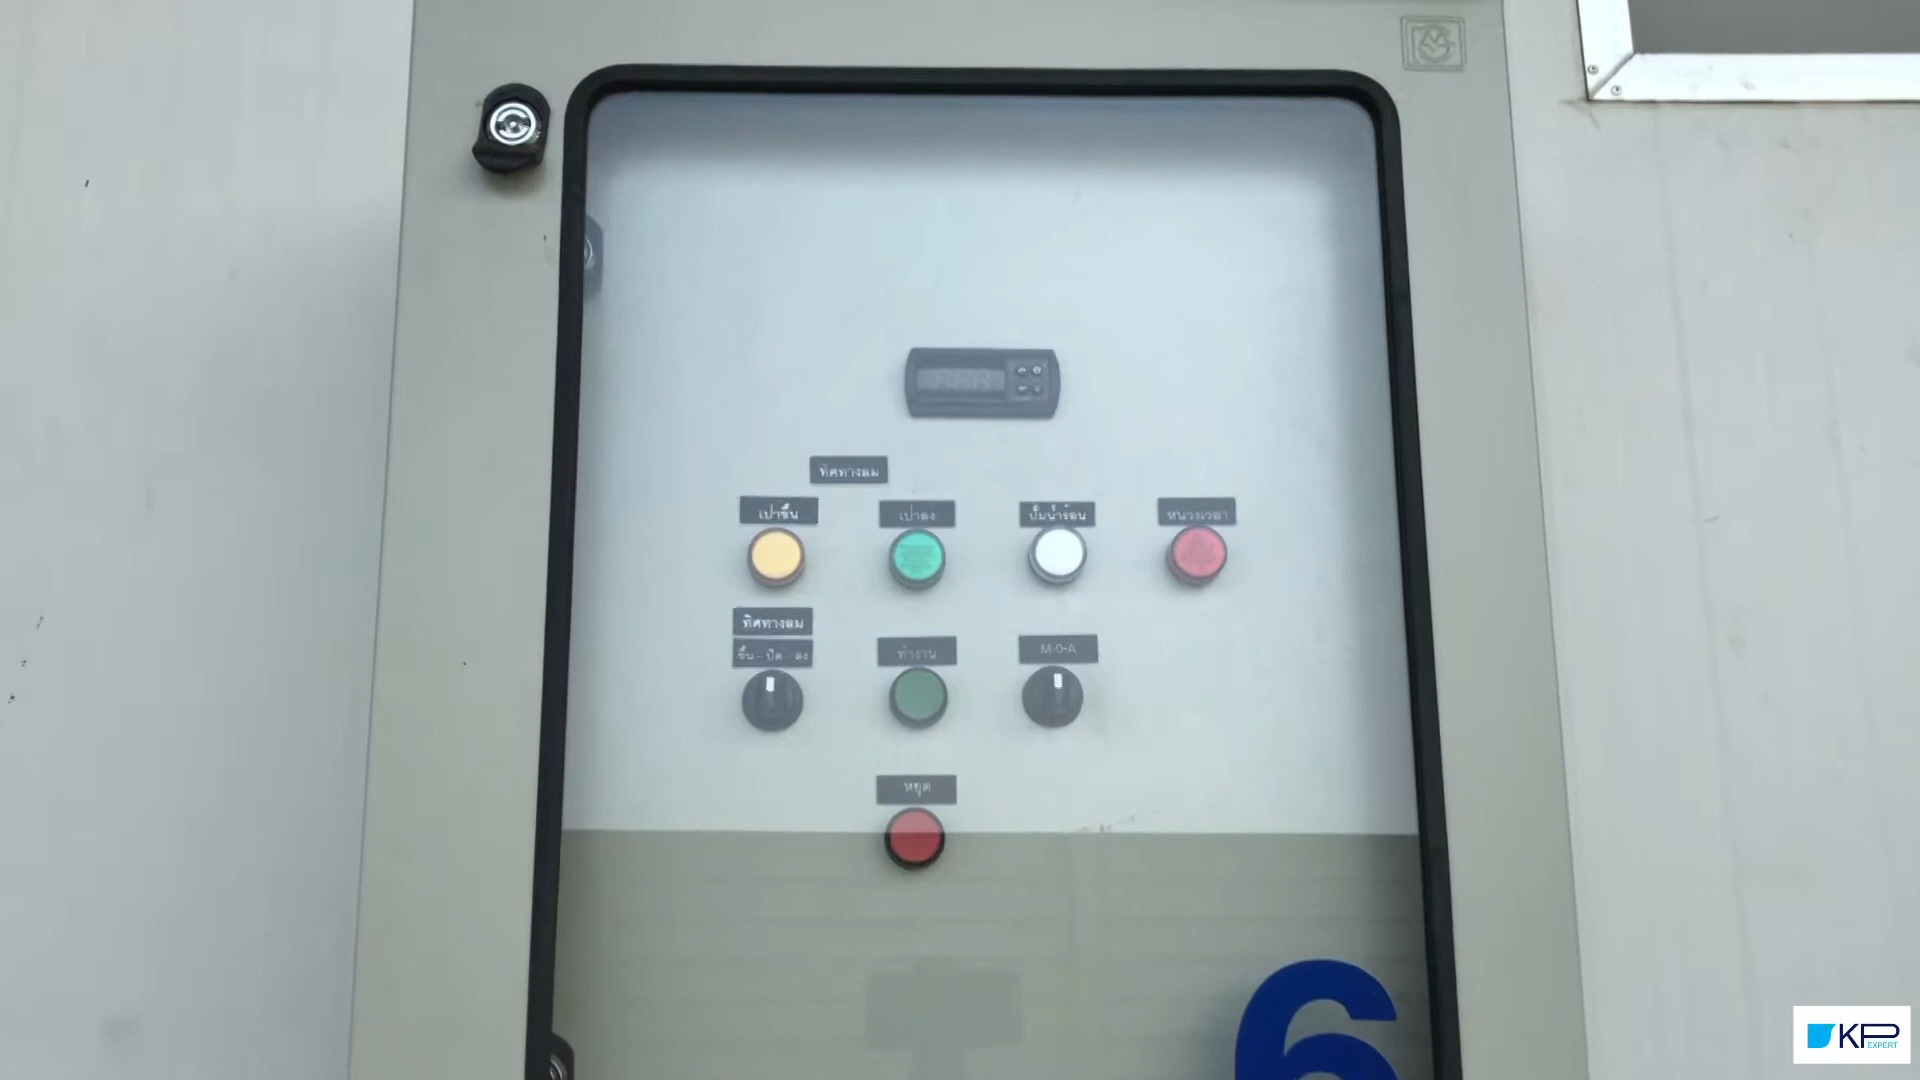 ทิศทางลม
เป่าขึ้น
เป่าลง
ปั๊มน้ำร้อน
หน่วงเวลา
ทิศทางลม
ขึ้น - ปิด - ลง
ทำงาน
M-0-A
หยุด
6
KP
EXPERT